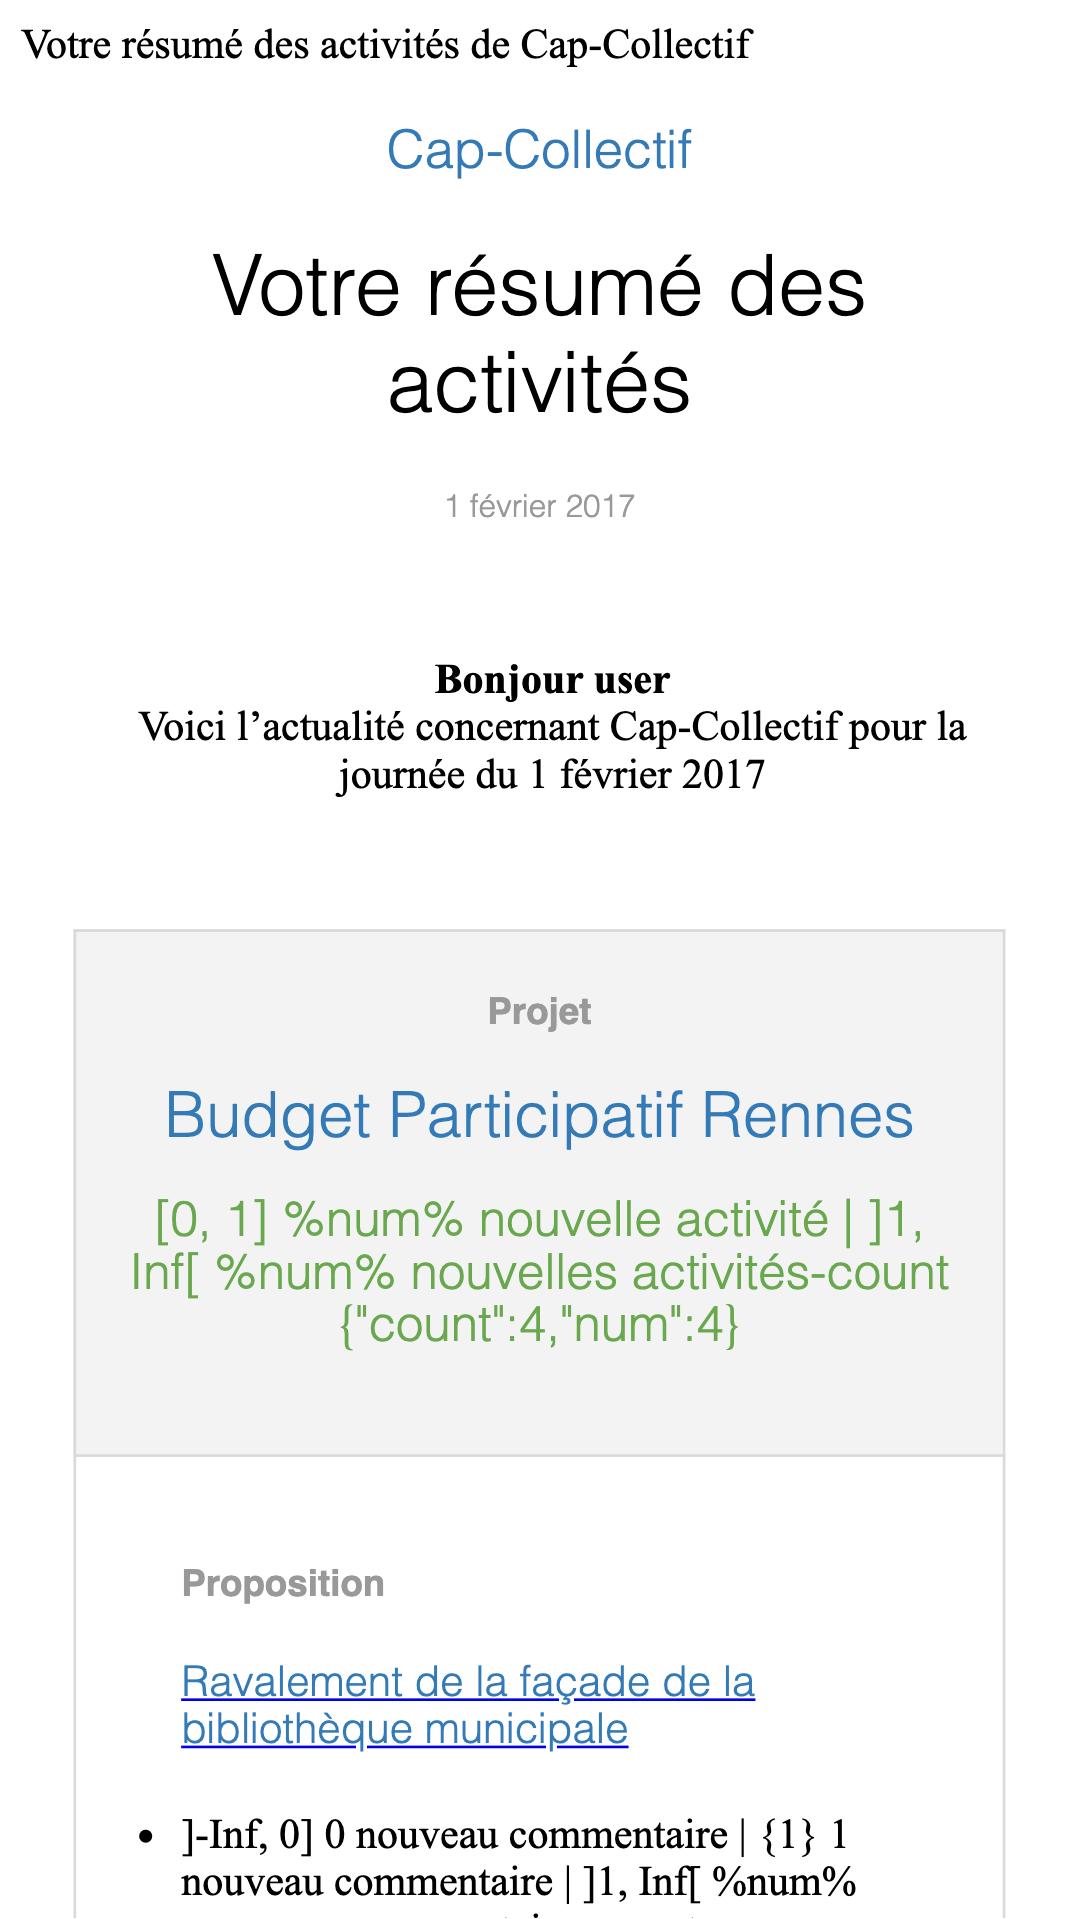 Votre résumé des activités de Cap-Collectif
Cap-Collectif
Votre résumé des
activités
1 février 2017
Bonjour user
Voici l’actualité concernant Cap-Collectif pour la
journée du 1 février 2017
Projet
Budget Participatif Rennes
[0, 1] %num% nouvelle activité | ]1,
Inf[ %num% nouvelles activités-count
{"count":4,"num":4}
Proposition
Ravalement de la façade de la
bibliothèque municipale
• ]-Inf, 0] 0 nouveau commentaire | {1} 1
nouveau commentaire | ]1, Inf[ %num%